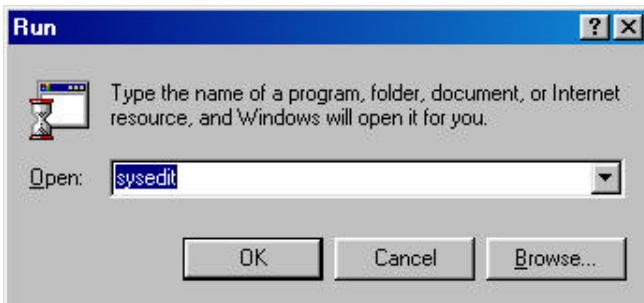 Run
Type the name of a program, folder, document, or Internet
resource, and Windows will open it for you.
Open: sysedit
OK Cancel Browse...